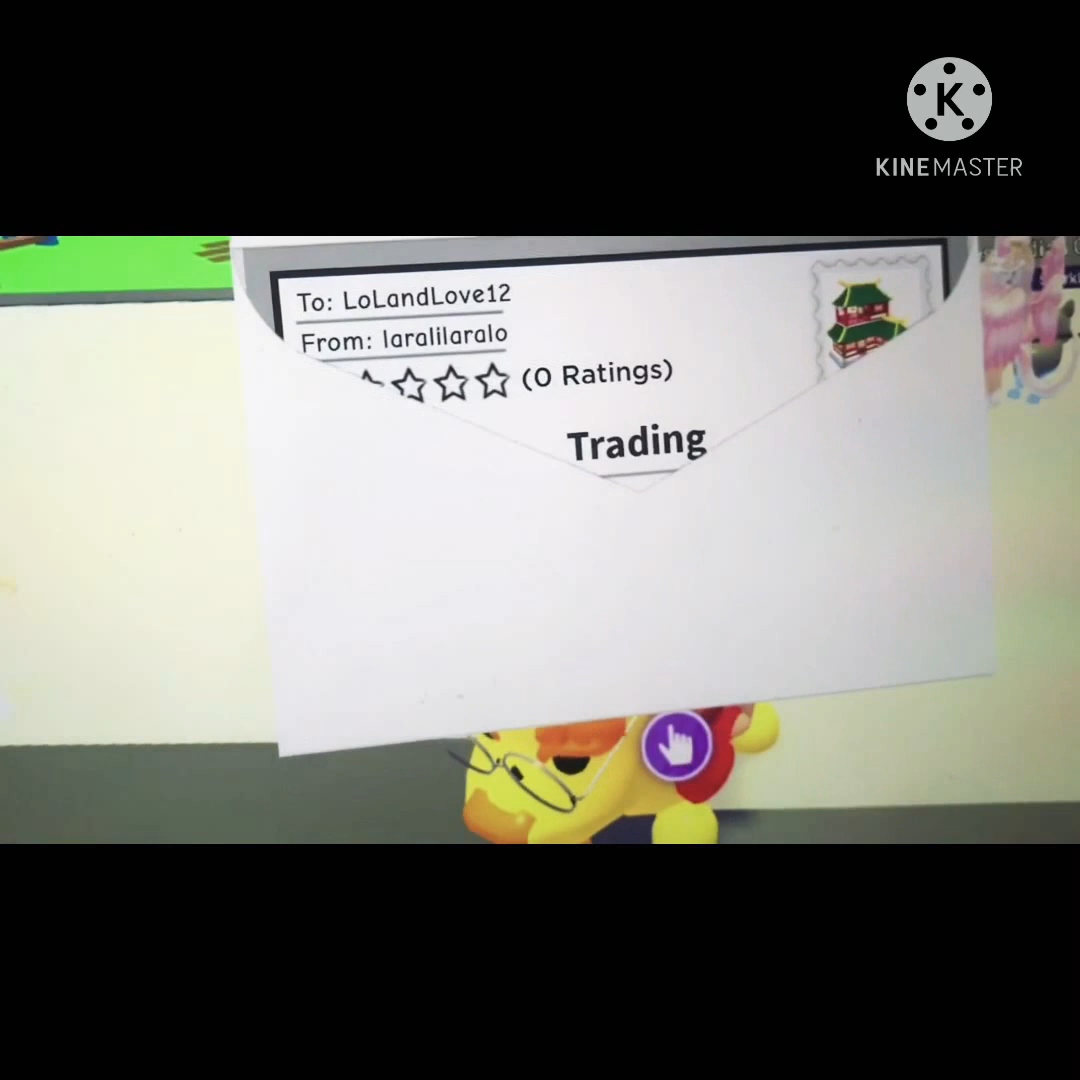 K
KINEMASTER
To: LoLandLove12
From: laralilaralo
(0 Ratings)
Trading